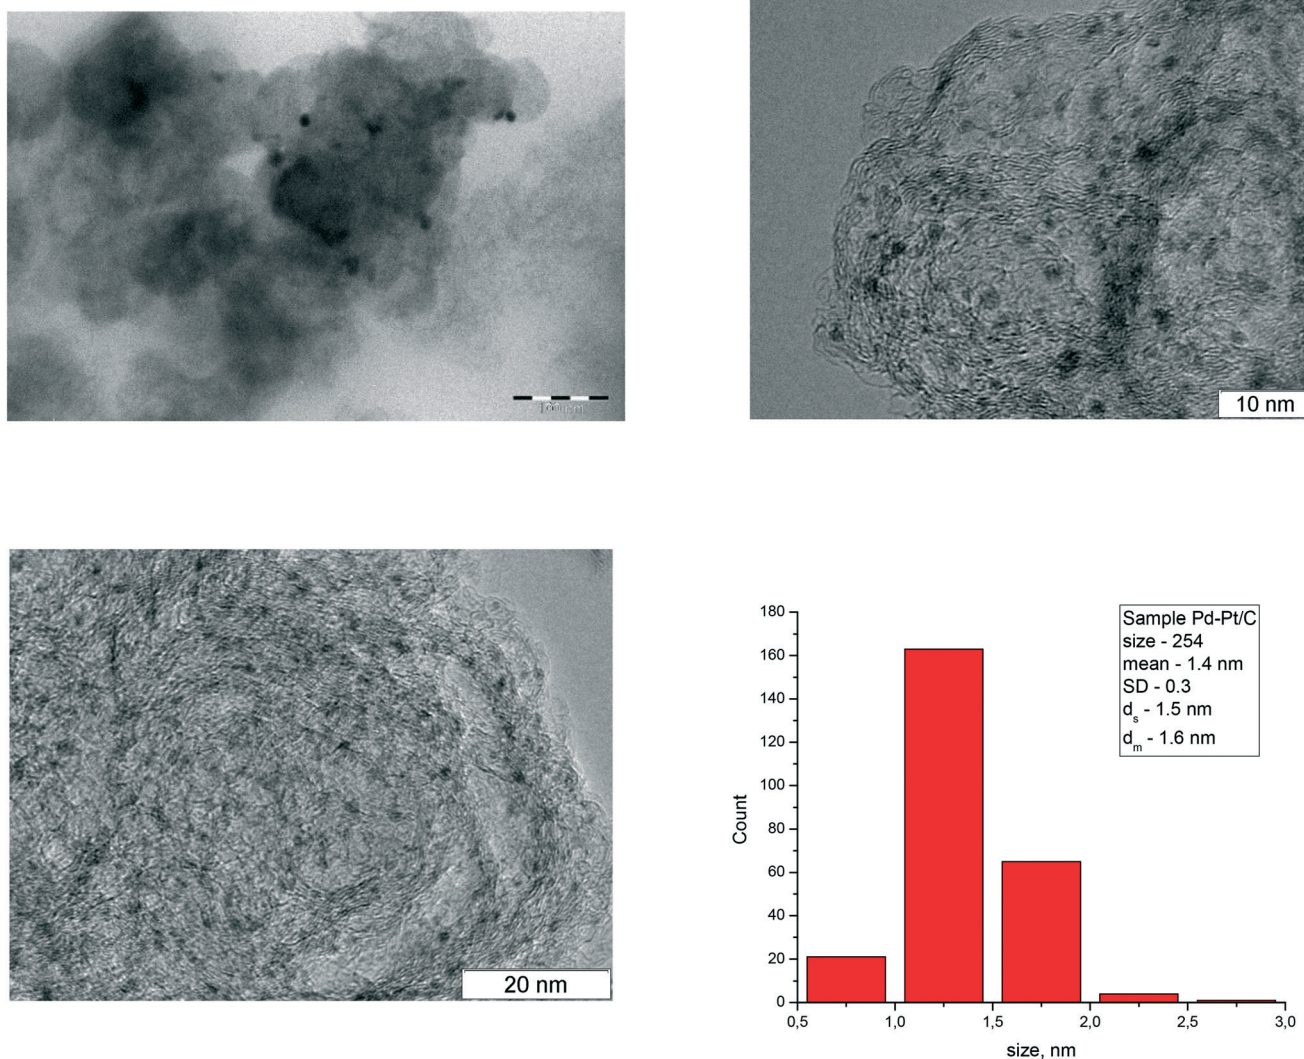 10 nm
20 nm
Sample Pd-Pt/C
size - 254
mean - 1.4 nm
SD - 0.3
dₛ - 1.5 nm
dₘ - 1.6 nm
180
160
140
120
100
80
60
40
20
0
Count
0,5 1,0 1,5 2,0 2,5 3,0
size, nm